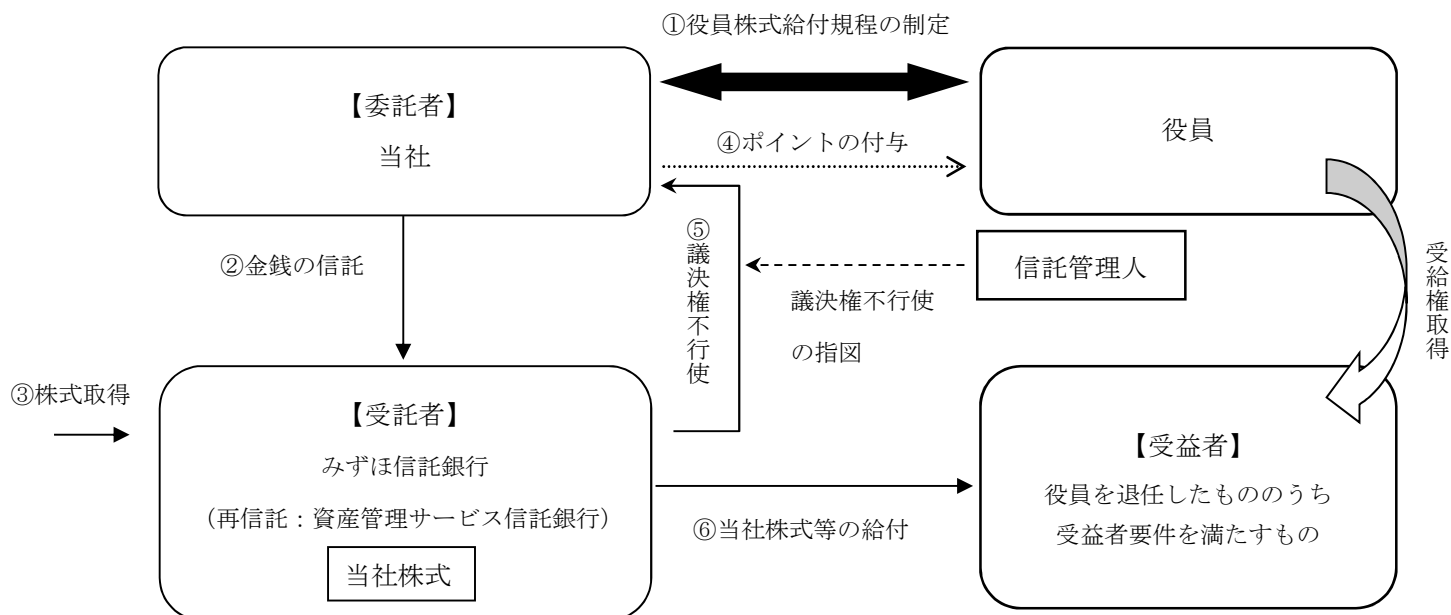 ①役員株式給付規程の制定
【委託者】
当社
④ポイントの付与
役員
②金銭の信託
⑤議決権不行使
信託管理人
議決権不行使
の指図
受給権取得
③株式取得
【受託者】
みずほ信託銀行
(再信託：資産管理サービス信託銀行)
当社株式
⑥当社株式等の給付
【受益者】
役員を退任したもののうち
受益者要件を満たすもの